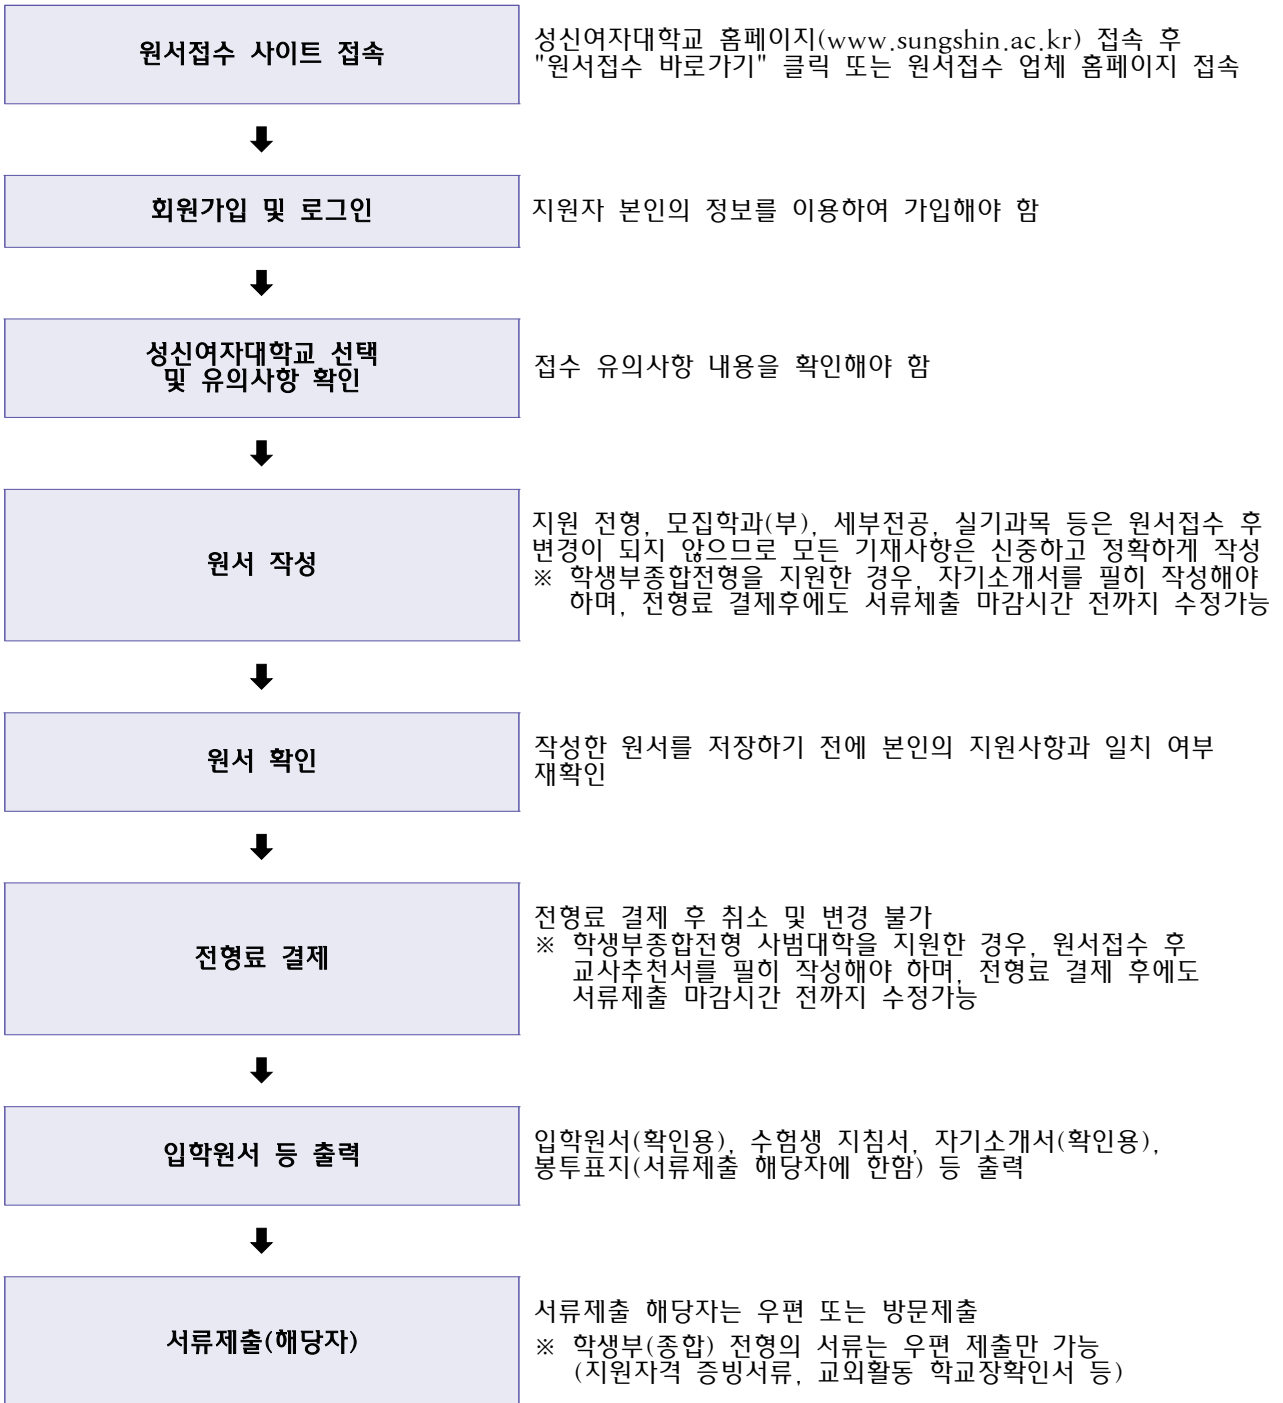 원서접수 사이트 접속
성신여자대학교 홈페이지(www.sungshin.ac.kr) 접속 후
"원서접수 바로가기" 클릭 또는 원서접수 업체 홈페이지 접속
회원가입 및 로그인
지원자 본인의 정보를 이용하여 가입해야 함
성신여자대학교 선택
및 유의사항 확인
접수 유의사항 내용을 확인해야 함
원서 작성
지원 전형, 모집학과(부), 세부전공, 실기과목 등은 원서접수 후
변경이 되지 않으므로 모든 기재사항은 신중하고 정확하게 작성
※ 학생부종합전형을 지원한 경우, 자기소개서를 필히 작성해야
하며, 전형료 결제후에도 서류제출 마감시간 전까지 수정가능
원서 확인
작성한 원서를 저장하기 전에 본인의 지원사항과 일치 여부
재확인
전형료 결제
전형료 결제 후 취소 및 변경 불가
※ 학생부종합전형 사범대학을 지원한 경우, 원서접수 후
교사추천서를 필히 작성해야 하며, 전형료 결제 후에도
서류제출 마감시간 전까지 수정가능
입학원서 등 출력
입학원서(확인용), 수험생 지침서, 자기소개서(확인용),
봉투표지(서류제출 해당자에 한함) 등 출력
서류제출(해당자)
서류제출 해당자는 우편 또는 방문제출
※ 학생부(종합) 전형의 서류는 우편 제출만 가능
(지원자격 증빙서류, 교외활동 학교장확인서 등)